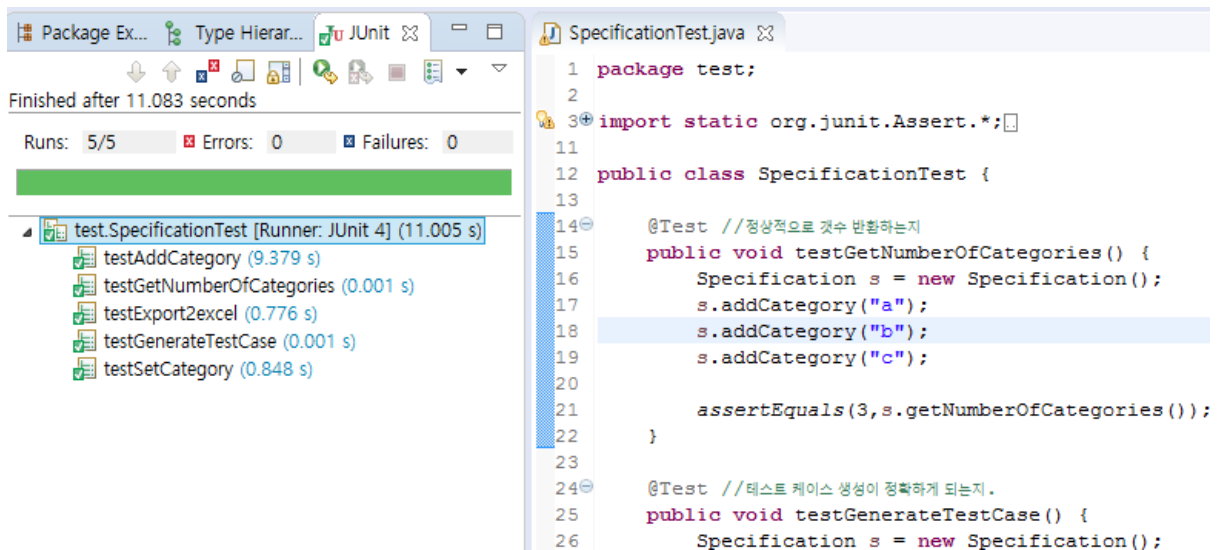 Package Ex... Type Hierar... JUnit
Finished after 11.083 seconds
Runs: 5/5 Errors: 0 Failures: 0
test.SpecificationTest [Runner: JUnit 4] (11.005 s)
testAddCategory (9.379 s)
testGetNumberOfCategories (0.001 s)
testExport2excel (0.776 s)
testGenerateTestCase (0.001 s)
testSetCategory (0.848 s)
SpecificationTest.java
1 package test;
2
3 import static org.junit.Assert.*;
11
12 public class SpecificationTest {
13
14 @Test //정상적으로 갯수 반환하는지
15 public void testGetNumberOfCategories() {
16 Specification s = new Specification();
17 s.addCategory("a");
18 s.addCategory("b");
19 s.addCategory("c");
20
21 assertEquals(3,s.getNumberOfCategories());
22 }
23
24 @Test //테스트 케이스 생성이 정확하게 되는지.
25 public void testGenerateTestCase() {
26 Specification s = new Specification();